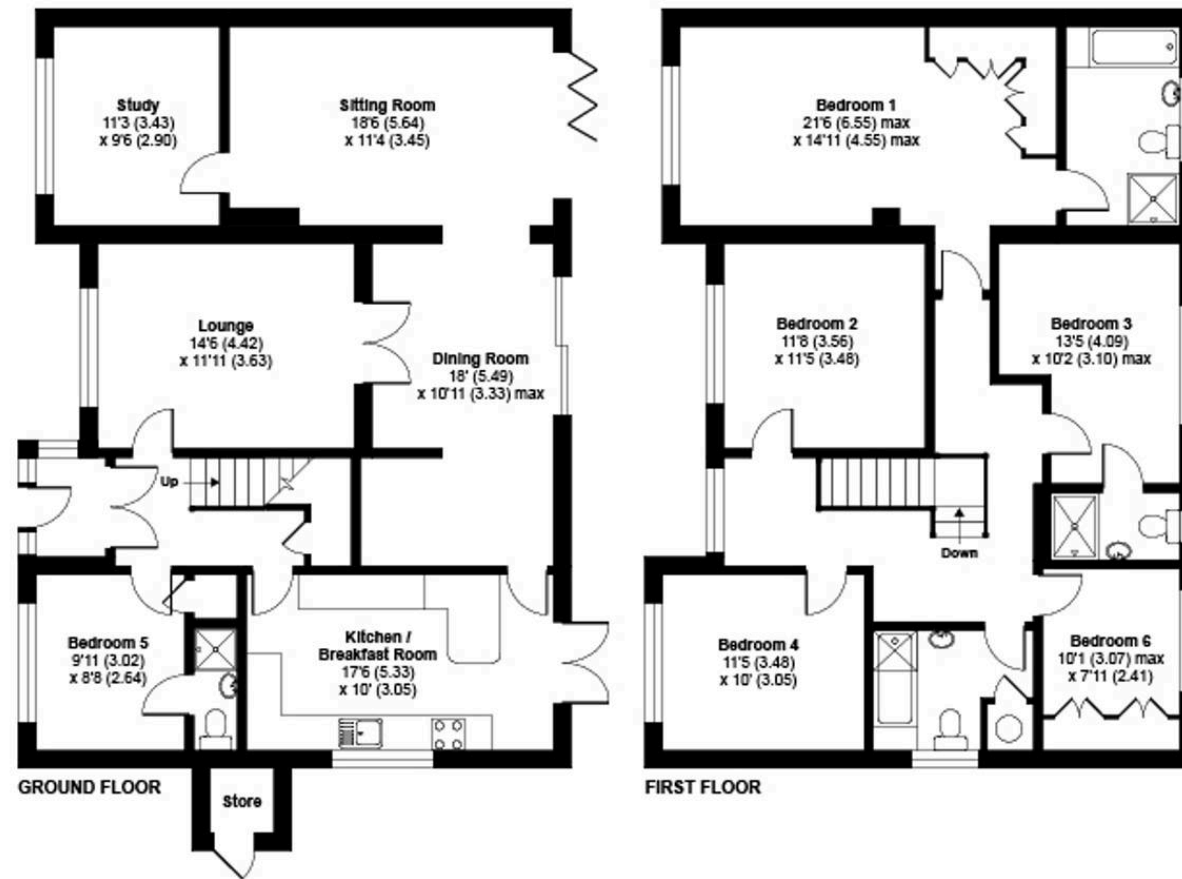 Study
11'3 (3.43)
x 9'6 (2.90)
Sitting Room
18'6 (5.64)
x 11'4 (3.45)
Lounge
14'6 (4.42)
x 11'11 (3.63)
Dining Room
18' (5.49)
x 10'11 (3.33) max
Up
Bedroom 5
9'11 (3.02)
x 8'8 (2.64)
Kitchen /
Breakfast Room
17'6 (5.33)
x 10' (3.05)
GROUND FLOOR
Store
Bedroom 1
21'6 (6.55) max
x 14'11 (4.55) max
Bedroom 2
11'8 (3.56)
x 11'5 (3.48)
Bedroom 3
13'5 (4.09)
x 10'2 (3.10) max
Down
Bedroom 4
11'5 (3.48)
x 10' (3.05)
Bedroom 6
10'1 (3.07) max
x 7'11 (2.41)
FIRST FLOOR